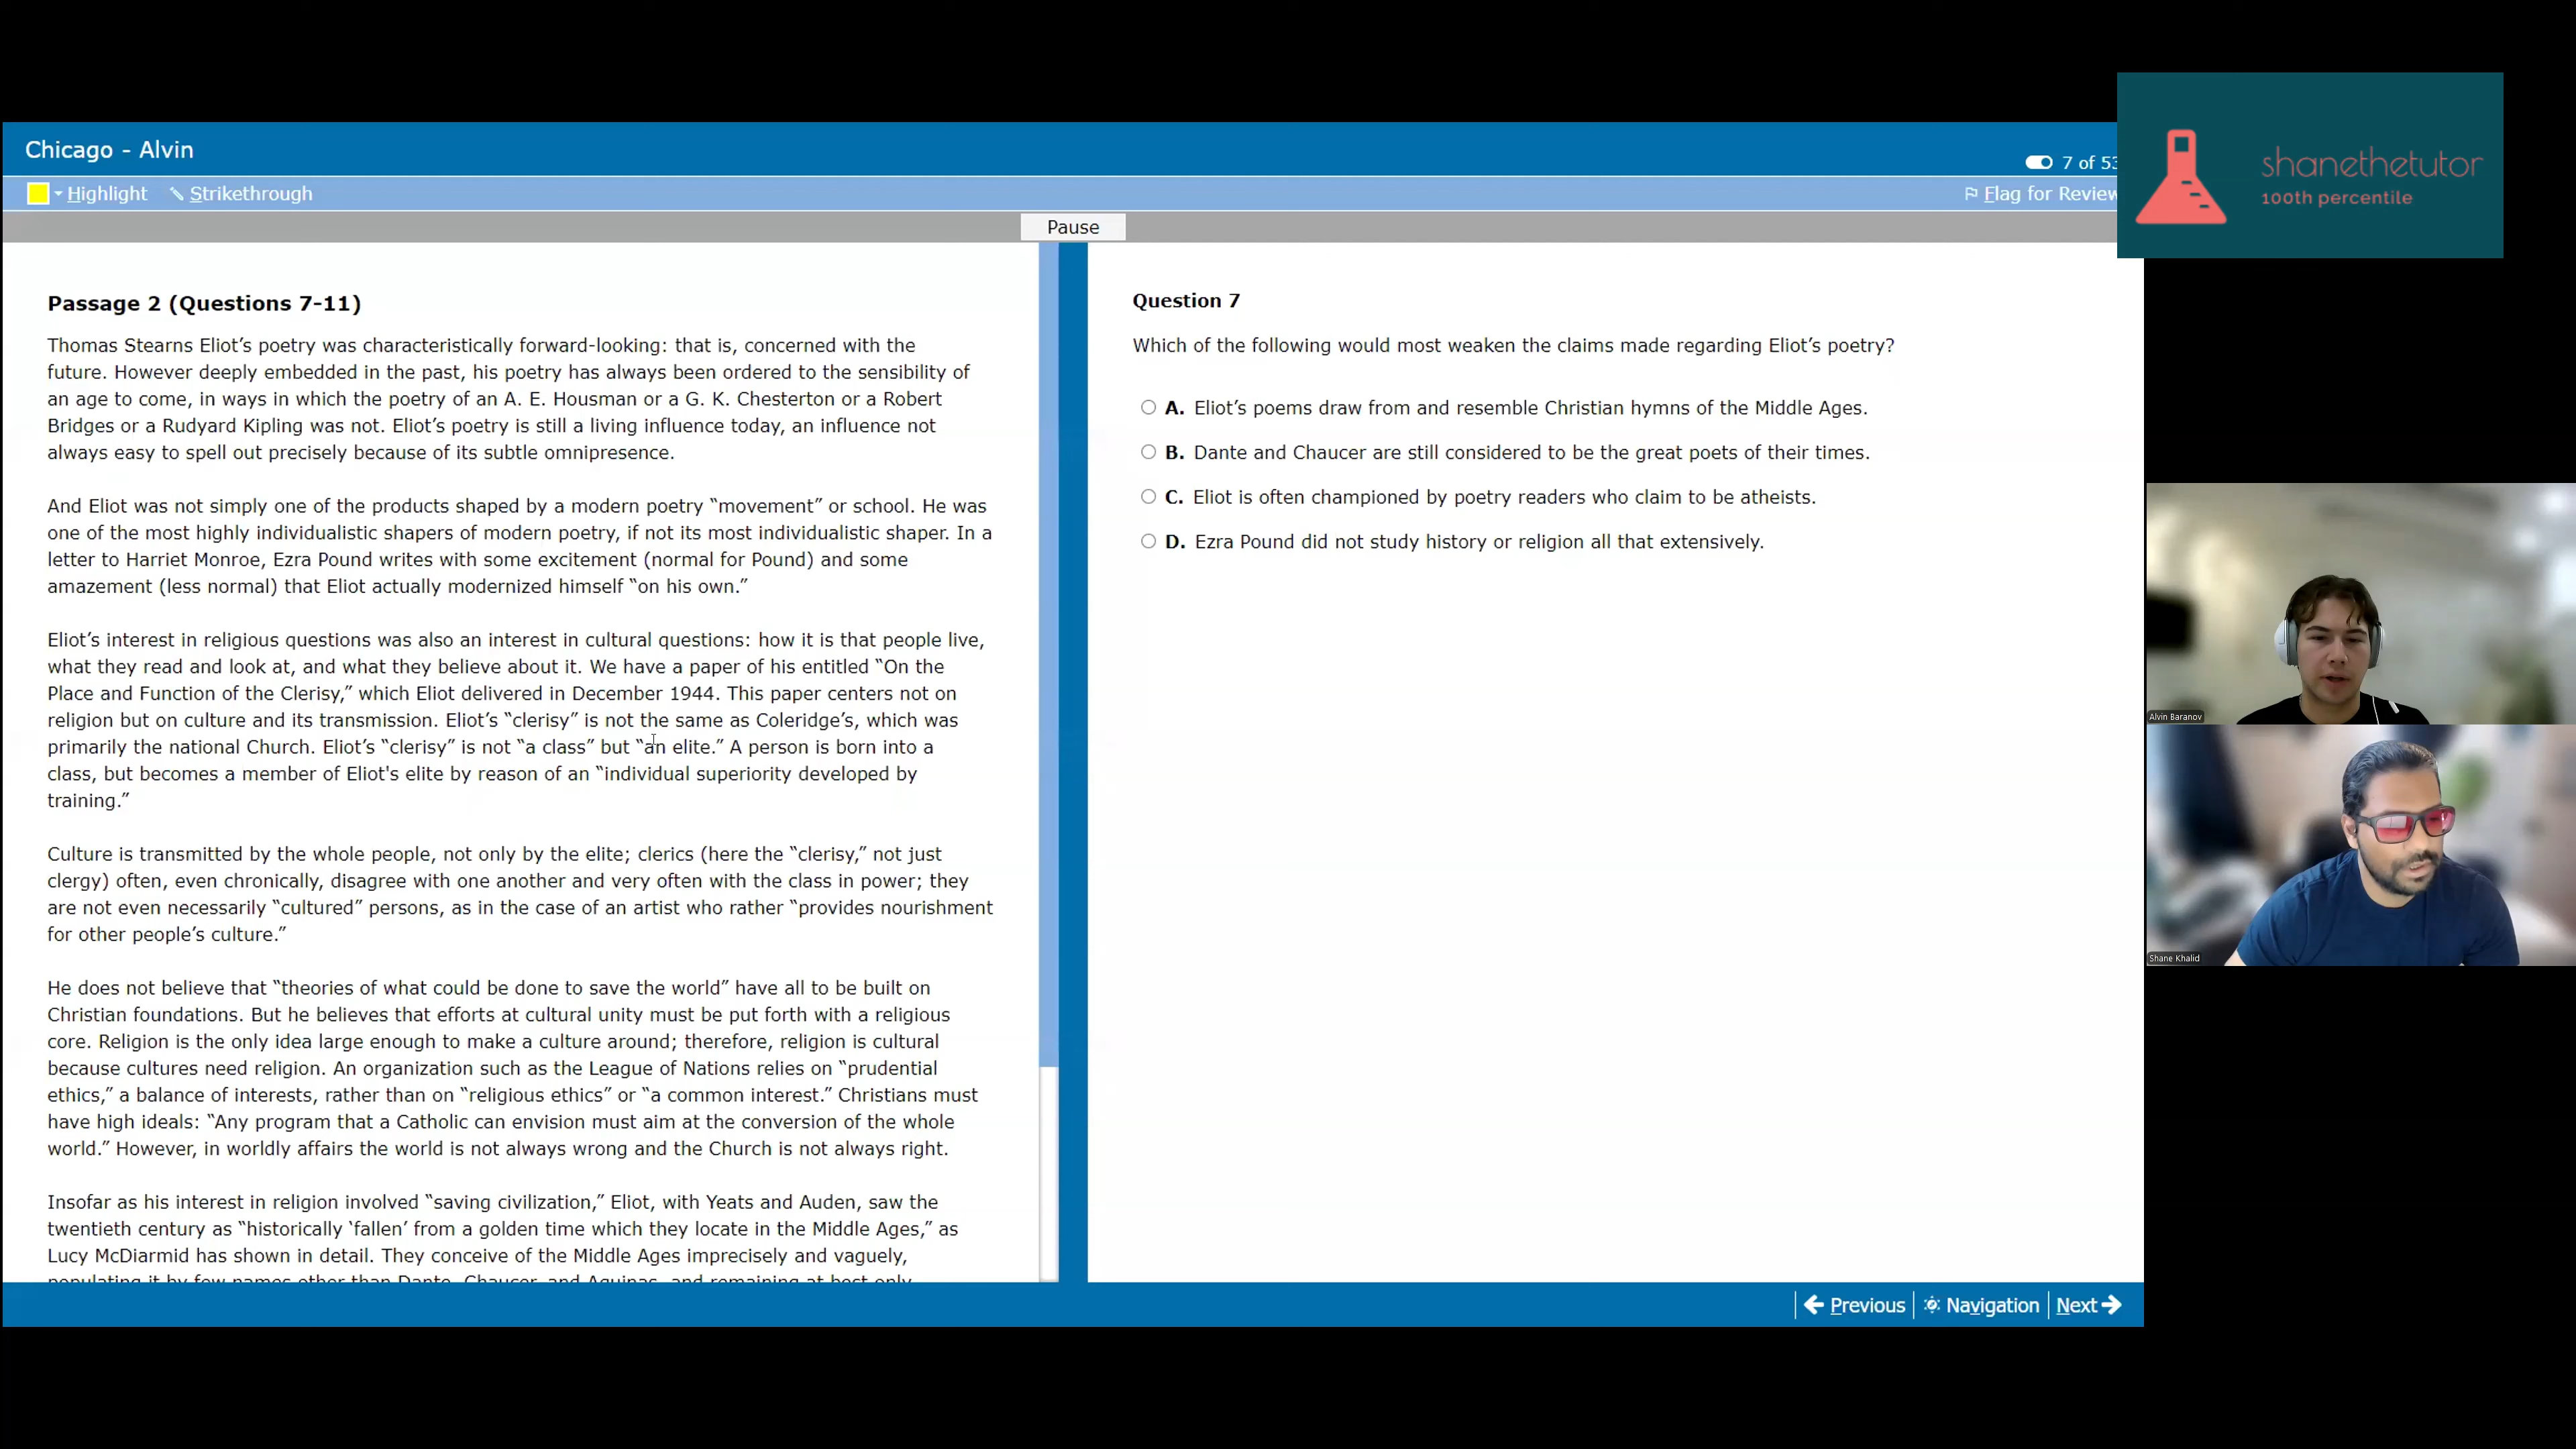 Chicago - Alvin
7 of 53
Highlight
Strikethrough
Flag for Review
Pause
shanethetutor
100th percentile
Passage 2 (Questions 7-11)
Thomas Stearns Eliot’s poetry was characteristically forward-looking: that is, concerned with the
future. However deeply embedded in the past, his poetry has always been ordered to the sensibility of
an age to come, in ways in which the poetry of an A. E. Housman or a G. K. Chesterton or a Robert
Bridges or a Rudyard Kipling was not. Eliot’s poetry is still a living influence today, an influence not
always easy to spell out precisely because of its subtle omnipresence.
And Eliot was not simply one of the products shaped by a modern poetry “movement” or school. He was
one of the most highly individualistic shapers of modern poetry, if not its most individualistic shaper. In a
letter to Harriet Monroe, Ezra Pound writes with some excitement (normal for Pound) and some
amazement (less normal) that Eliot actually modernized himself “on his own.”
Eliot’s interest in religious questions was also an interest in cultural questions: how it is that people live,
what they read and look at, and what they believe about it. We have a paper of his entitled “On the
Place and Function of the Clerisy,” which Eliot delivered in December 1944. This paper centers not on
religion but on culture and its transmission. Eliot’s “clerisy” is not the same as Coleridge’s, which was
primarily the national Church. Eliot’s “clerisy” is not “a class” but “an elite.” A person is born into a
class, but becomes a member of Eliot's elite by reason of an “individual superiority developed by
training.”
Culture is transmitted by the whole people, not only by the elite; clerics (here the “clerisy,” not just
clergy) often, even chronically, disagree with one another and very often with the class in power; they
are not even necessarily “cultured” persons, as in the case of an artist who rather “provides nourishment
for other people’s culture.”
He does not believe that “theories of what could be done to save the world” have all to be built on
Christian foundations. But he believes that efforts at cultural unity must be put forth with a religious
core. Religion is the only idea large enough to make a culture around; therefore, religion is cultural
because cultures need religion. An organization such as the League of Nations relies on “prudential
ethics,” a balance of interests, rather than on “religious ethics” or “a common interest.” Christians must
have high ideals: “Any program that a Catholic can envision must aim at the conversion of the whole
world.” However, in worldly affairs the world is not always wrong and the Church is not always right.
Insofar as his interest in religion involved “saving civilization,” Eliot, with Yeats and Auden, saw the
twentieth century as “historically ‘fallen’ from a golden time which they locate in the Middle Ages,” as
Lucy McDiarmid has shown in detail. They conceive of the Middle Ages imprecisely and vaguely,
populating it by few names other than Dante, Chaucer, and Aquinas, and remaining at best only
Question 7
Which of the following would most weaken the claims made regarding Eliot’s poetry?
A. Eliot’s poems draw from and resemble Christian hymns of the Middle Ages.
B. Dante and Chaucer are still considered to be the great poets of their times.
C. Eliot is often championed by poetry readers who claim to be atheists.
D. Ezra Pound did not study history or religion all that extensively.
Alvin Baranov
Shane Khalid
Previous
Navigation
Next